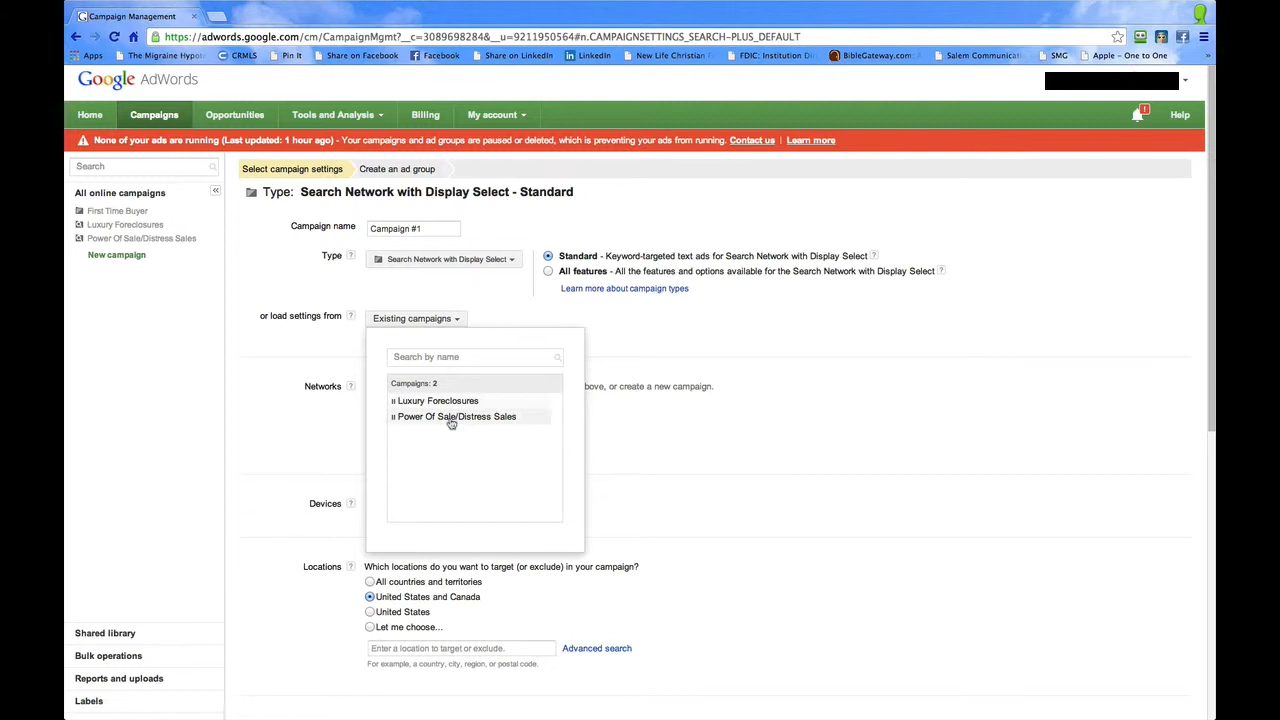 Campaign Management
https://adwords.google.com/cm/CampaignMgmt?__c=3089698284&__u=9211950564#n.CAMPAIGNSETTINGS_SEARCH-PLUS_DEFAULT
Apps The Migraine Hypot CRMLS Pin It Share on Facebook Facebook Share on LinkedIn LinkedIn New Life Christian F FDIC: Institution Di BibleGateway.com: Salem Communicati SMG Apple – One to One »
Google AdWords
Home Campaigns Opportunities Tools and Analysis Billing My account ! Help
None of your ads are running (Last updated: 1 hour ago) - Your campaigns and ad groups are paused or deleted, which is preventing your ads from running. Contact us | Learn more
Search
Select campaign settings Create an ad group
All online campaigns «
Type: Search Network with Display Select - Standard
First Time Buyer
Luxury Foreclosures
Power Of Sale/Distress Sales
New campaign
Campaign name Campaign #1
Type ? Search Network with Display Select
Standard - Keyword-targeted text ads for Search Network with Display Select ?
All features - All the features and options available for the Search Network with Display Select ?
Learn more about campaign types
or load settings from ? Existing campaigns
Search by name
Campaigns: 2
Luxury Foreclosures
Power Of Sale/Distress Sales
Networks ? above, or create a new campaign.
Devices ?
Locations ? Which locations do you want to target (or exclude) in your campaign?
All countries and territories
United States and Canada
United States
Let me choose...
Enter a location to target or exclude. Advanced search
For example, a country, city, region, or postal code.
Shared library
Bulk operations
Reports and uploads
Labels